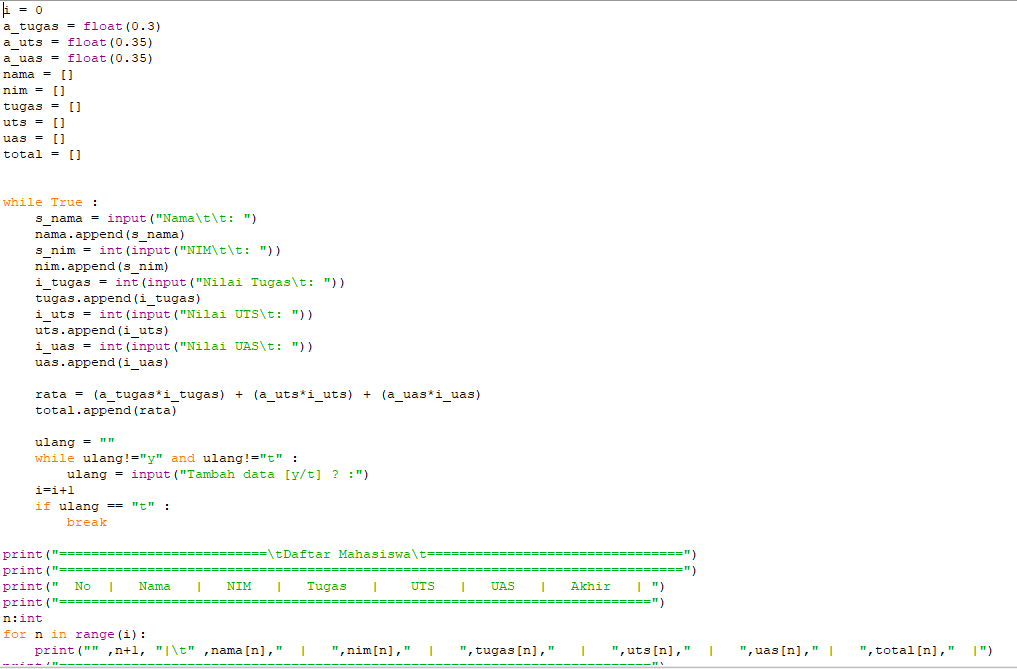 i = 0
a_tugas = float(0.3)
a_uts = float(0.35)
a_uas = float(0.35)
nama = []
nim = []
tugas = []
uts = []
uas = []
total = []
while True :
    s_nama = input("Nama\t\t: ")
    nama.append(s_nama)
    s_nim = int(input("NIM\t\t: "))
    nim.append(s_nim)
    i_tugas = int(input("Nilai Tugas\t: "))
    tugas.append(i_tugas)
    i_uts = int(input("Nilai UTS\t: "))
    uts.append(i_uts)
    i_uas = int(input("Nilai UAS\t: "))
    uas.append(i_uas)
    rata = (a_tugas*i_tugas) + (a_uts*i_uts) + (a_uas*i_uas)
    total.append(rata)
    ulang = ""
    while ulang!="y" and ulang!="t" :
        ulang = input("Tambah data [y/t] ? :")
    i=i+1
    if ulang == "t" :
        break
print("==========================\tDaftar Mahasiswa\t================================")
print("==============================================================================")
print("  No  |   Nama   |   NIM   |   Tugas   |    UTS   |   UAS   |   Akhir   | ")
print("==========================================================================")
n:int
for n in range(i):
    print("" ,n+1, "|\t" ,nama[n],"  |   ",nim[n],"  |    ",tugas[n],"   |   ",uts[n],"  |   ",uas[n]," |   ",total[n],"  |")
print("==========================================================================")